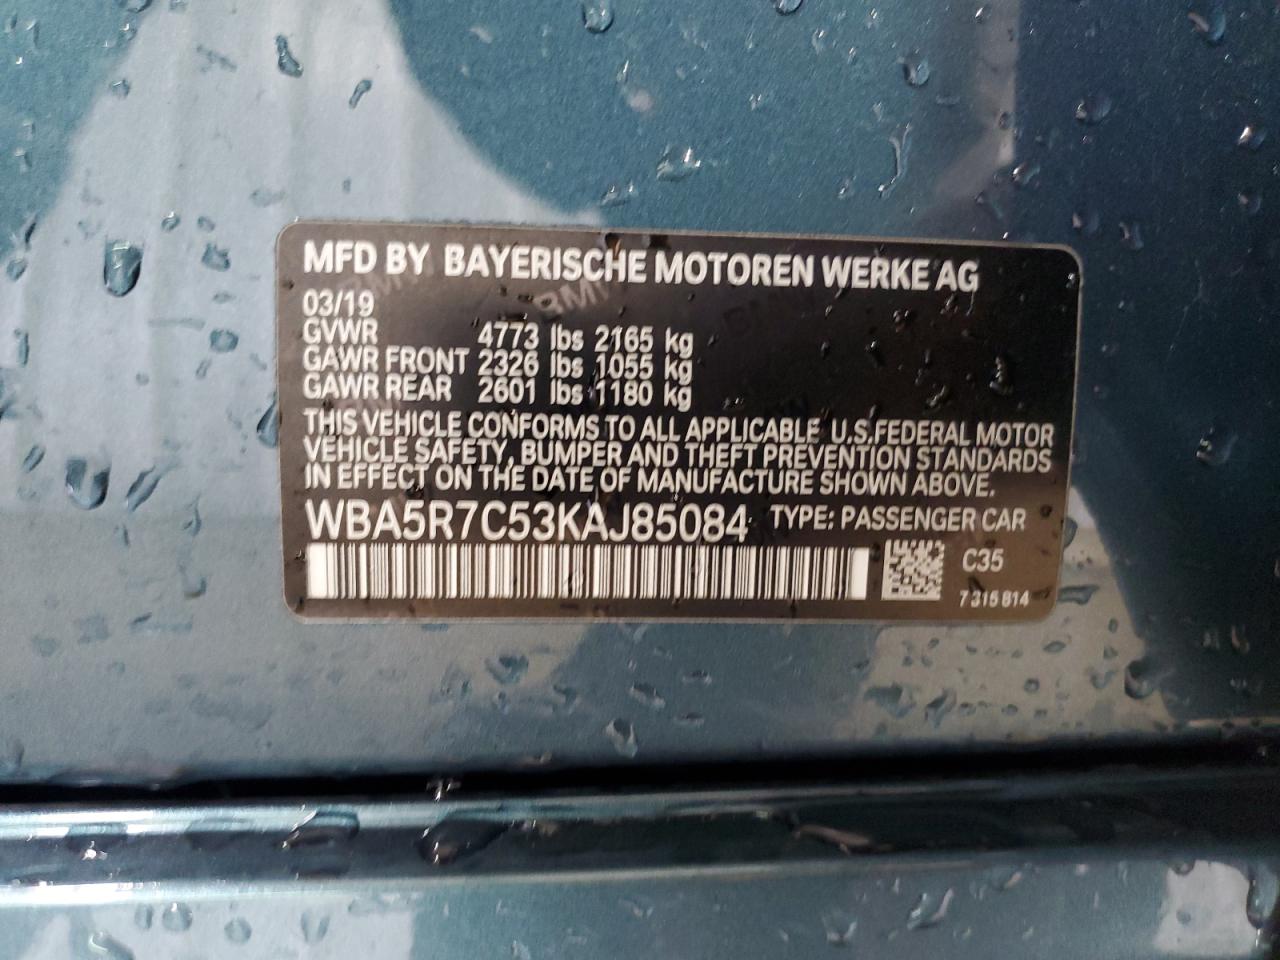 MFD BY BAYERISCHE MOTOREN WERKE AG
03/19
GVWR 4773 lbs 2165 kg
GAWR FRONT 2326 lbs 1055 kg
GAWR REAR 2601 lbs 1180 kg
THIS VEHICLE CONFORMS TO ALL APPLICABLE U.S.FEDERAL MOTOR
VEHICLE SAFETY, BUMPER AND THEFT PREVENTION STANDARDS
IN EFFECT ON THE DATE OF MANUFACTURE SHOWN ABOVE.
WBA5R7C53KAJ85084 TYPE: PASSENGER CAR
C35
7 315 814